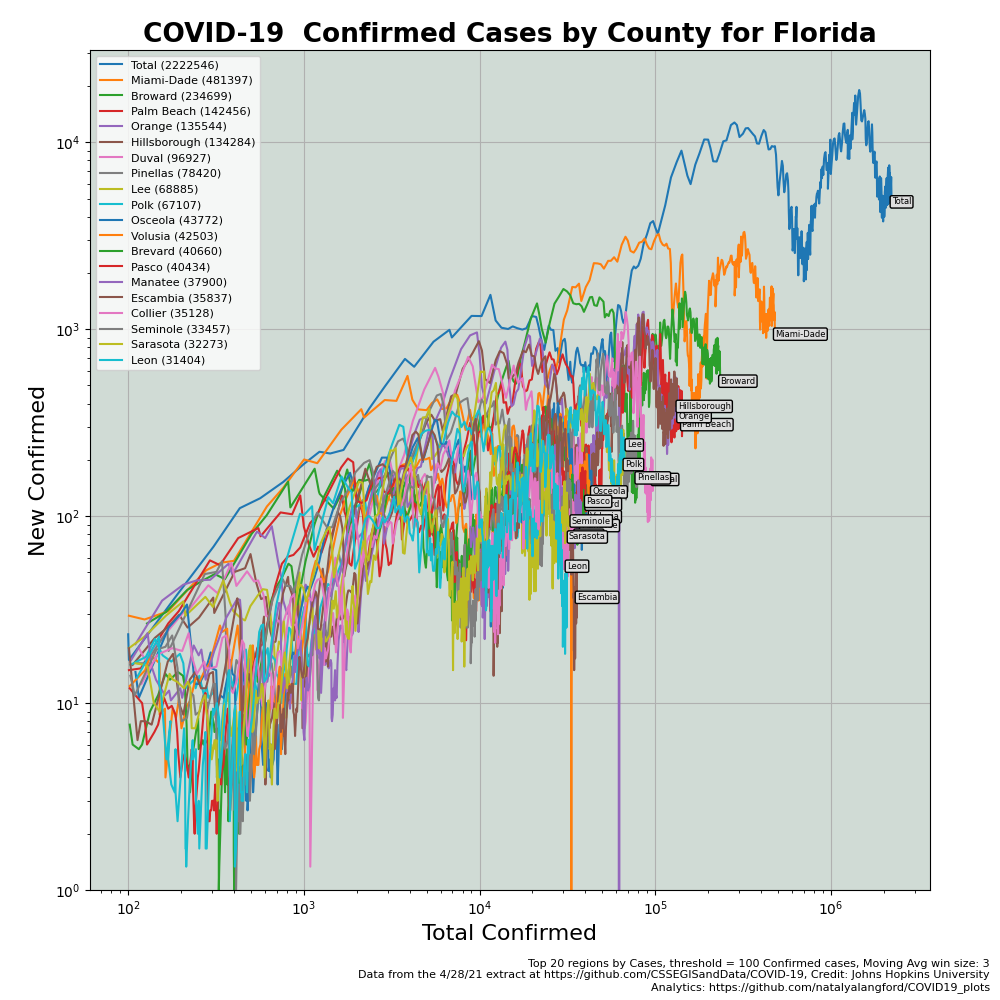 COVID-19 Confirmed Cases by County for Florida
Total (2222546)
Miami-Dade (481397)
Broward (234699)
Palm Beach (142456)
Orange (135544)
Hillsborough (134284)
Duval (96927)
Pinellas (78420)
Lee (68885)
Polk (67107)
Osceola (43772)
Volusia (42503)
Brevard (40660)
Pasco (40434)
Manatee (37900)
Escambia (35837)
Collier (35128)
Seminole (33457)
Sarasota (32273)
Leon (31404)
New Confirmed
10^4
10^3
10^2
10^1
10^0
Total
Miami-Dade
Broward
Hillsborough
Orange
Palm Beach
Lee
Polk
Pinellas
Osceola
Pasco
Seminole
Sarasota
Leon
Escambia
10^2 10^3 10^4 10^5 10^6
Total Confirmed
Top 20 regions by Cases, threshold = 100 Confirmed cases, Moving Avg win size: 3
Data from the 4/28/21 extract at https://github.com/CSSEGISandData/COVID-19, Credit: Johns Hopkins University
Analytics: https://github.com/natalyalangford/COVID19_plots